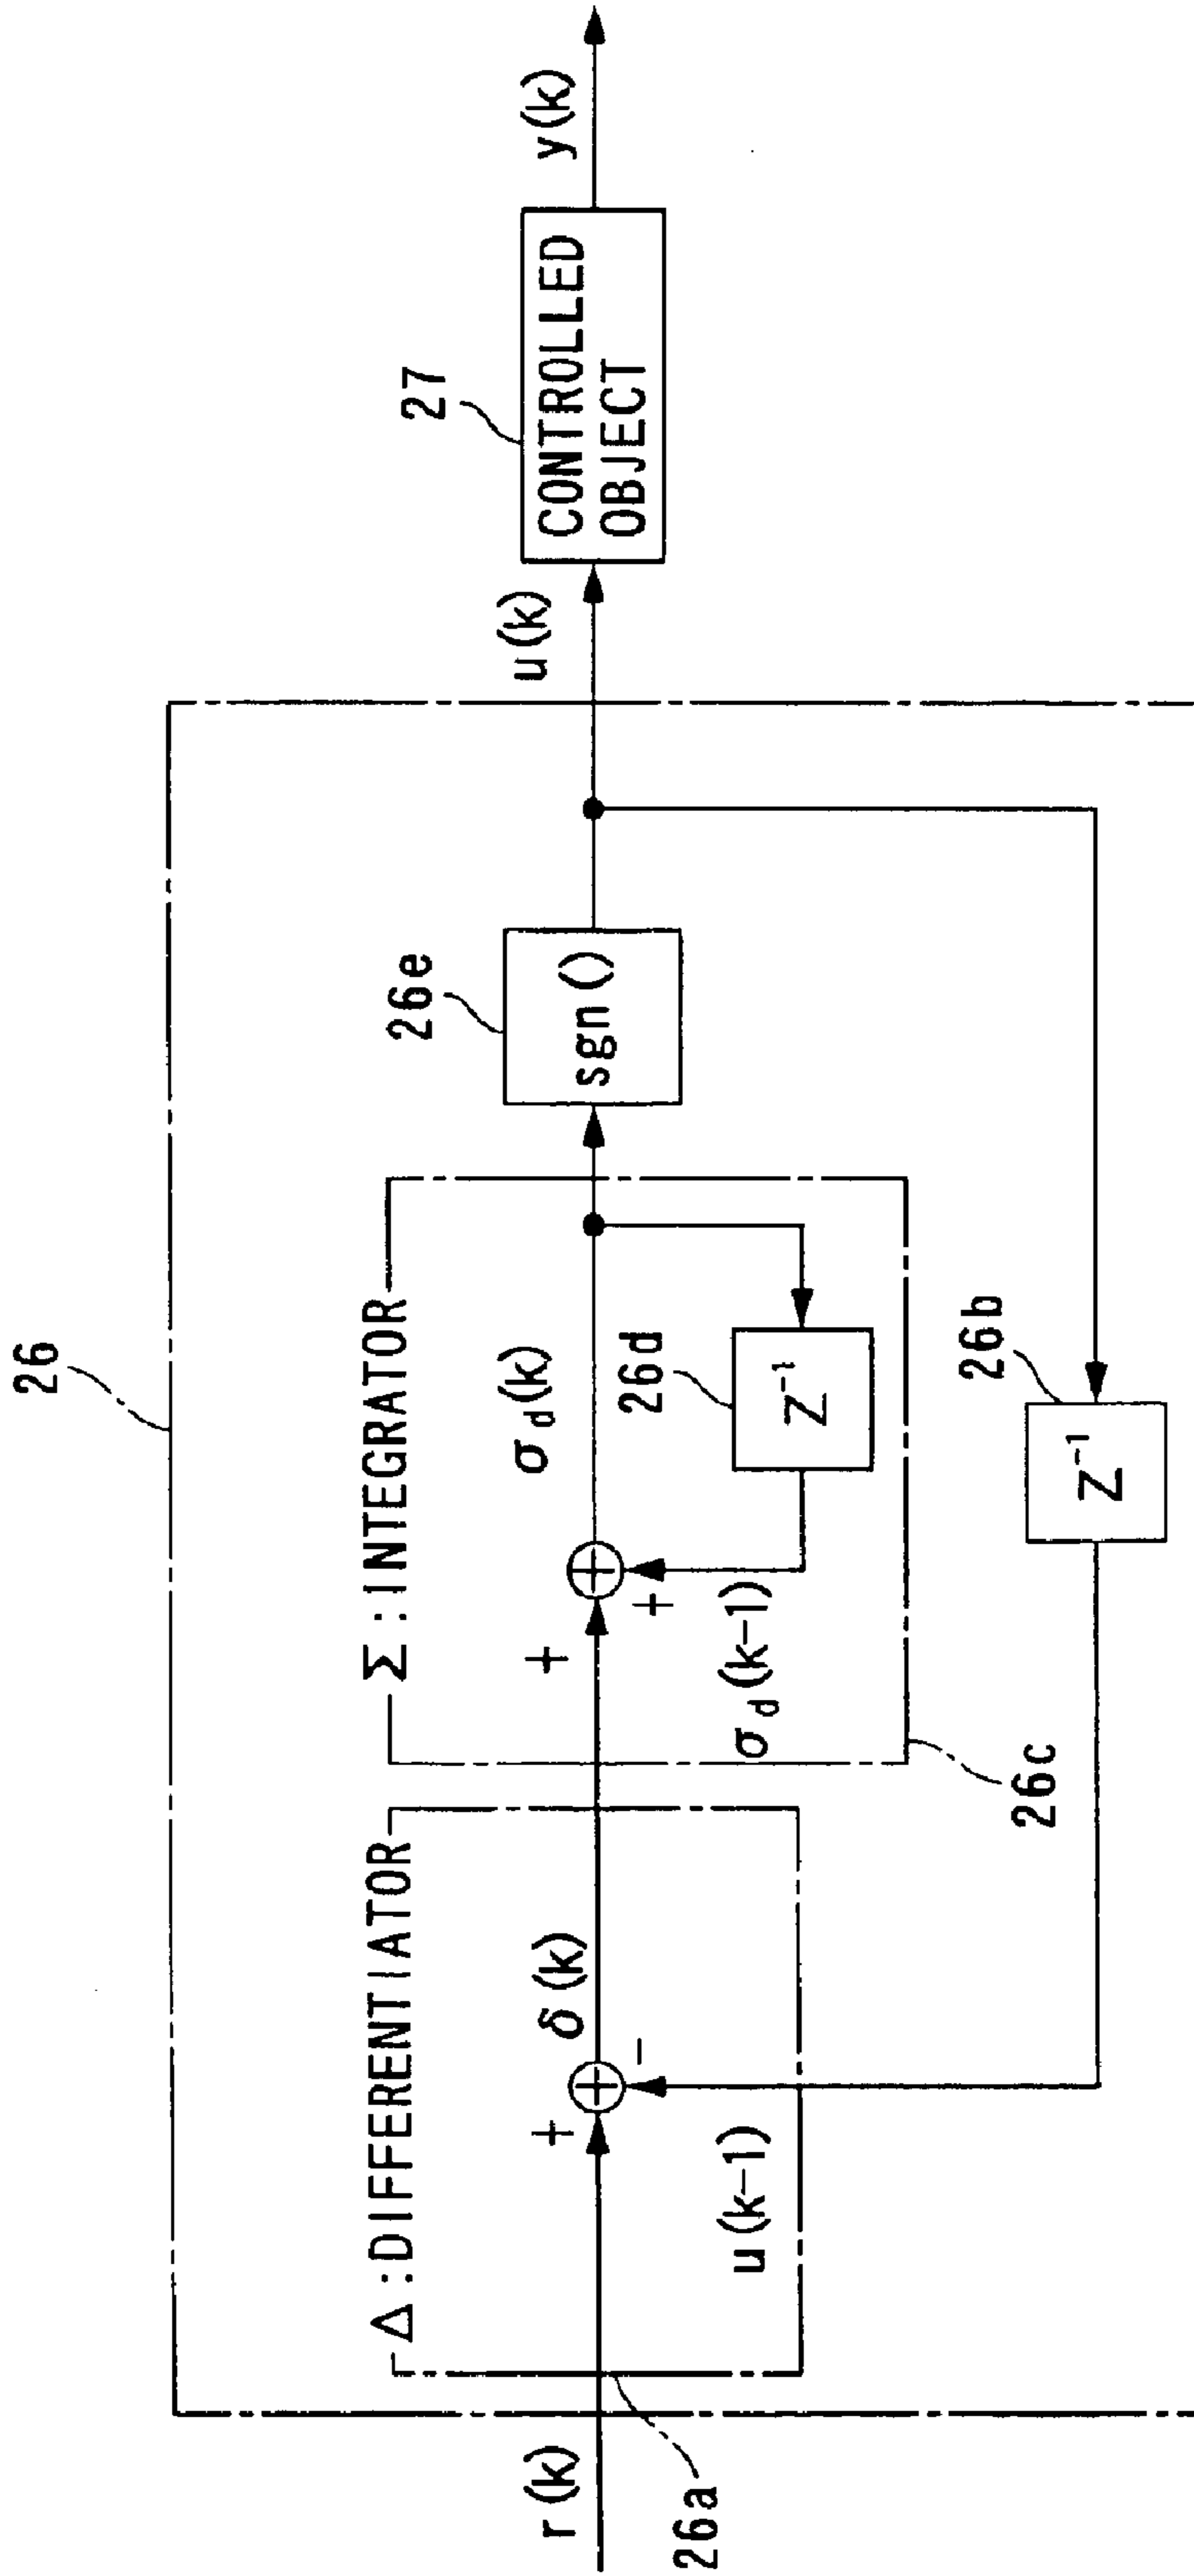 26
Δ:DIFFERENTIATOR
Σ:INTEGRATOR
26e
27
r(k)
+
δ(k)
+
σd(k)
sgn()
u(k)
CONTROLLED
OBJECT
y(k)
-
+
u(k-1)
σd(k-1)
26d
Z⁻¹
26a
26c
26b
Z⁻¹